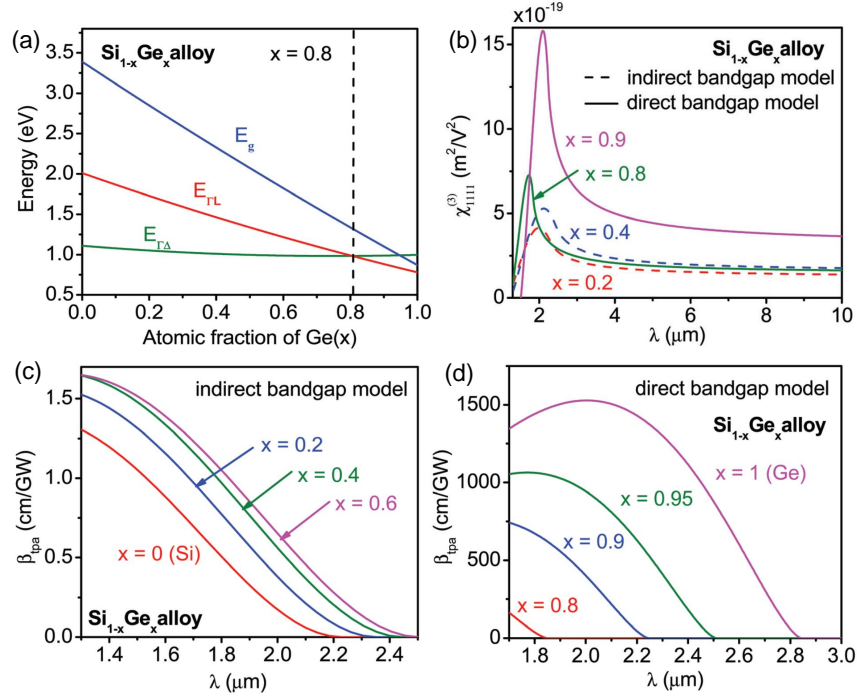 (a)
Si1-xGex alloy
x = 0.8
Eg
EΓL
EΓΔ
Energy (eV)
3.5
3.0
2.5
2.0
1.5
1.0
0.5
0.0 0.2 0.4 0.6 0.8 1.0
Atomic fraction of Ge(x)
x10-19
(b)
Si1-xGex alloy
indirect bandgap model
direct bandgap model
x = 0.9
x = 0.8
x = 0.4
x = 0.2
χ(3)1111 (m2/V2)
15
10
5
0
2 4 6 8 10
λ (μm)
(c)
indirect bandgap model
x = 0.2
x = 0.4
x = 0.6
x = 0 (Si)
Si1-xGex alloy
βtpa (cm/GW)
1.5
1.0
0.5
0.0
1.4 1.6 1.8 2.0 2.2 2.4
λ (μm)
(d)
direct bandgap model
Si1-xGex alloy
x = 1 (Ge)
x = 0.95
x = 0.9
x = 0.8
βtpa (cm/GW)
1500
1000
500
0
1.8 2.0 2.2 2.4 2.6 2.8 3.0
λ (μm)